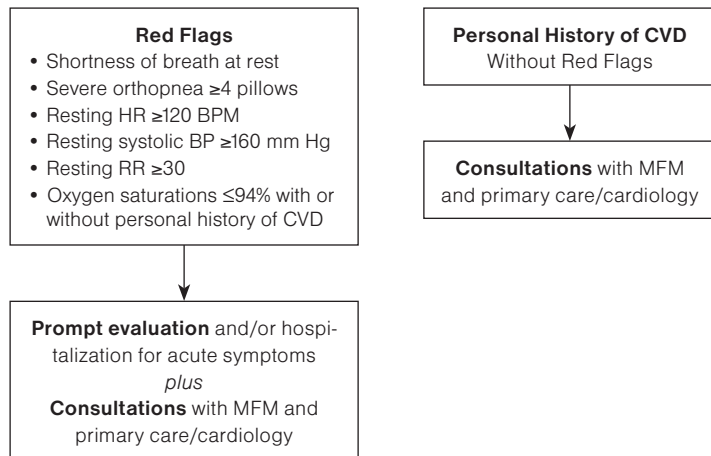 Red Flags
• Shortness of breath at rest
• Severe orthopnea ≥4 pillows
• Resting HR ≥120 BPM
• Resting systolic BP ≥160 mm Hg
• Resting RR ≥30
• Oxygen saturations ≤94% with or
without personal history of CVD
Prompt evaluation and/or hospi-
talization for acute symptoms
plus
Consultations with MFM and
primary care/cardiology
Personal History of CVD
Without Red Flags
Consultations with MFM
and primary care/cardiology